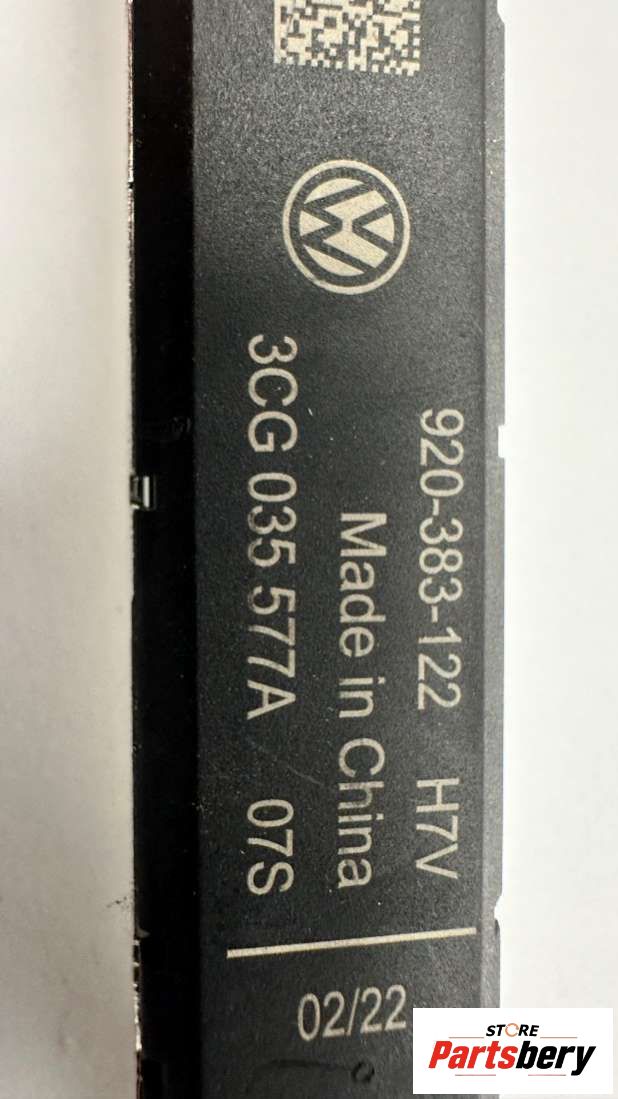 920-383-122 H7V
Made in China
3CG 035 577A 07S
02/22
STORE
Partsbery